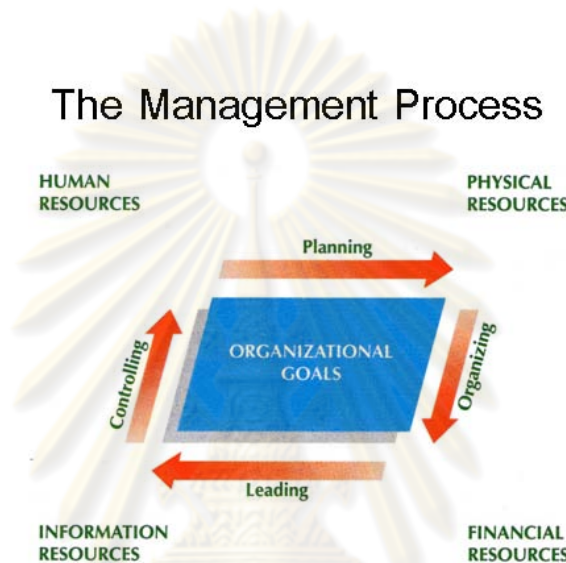 The Management Process
HUMAN
RESOURCES
PHYSICAL
RESOURCES
Planning
Controlling
ORGANIZATIONAL
GOALS
Organizing
Leading
INFORMATION
RESOURCES
FINANCIAL
RESOURCES